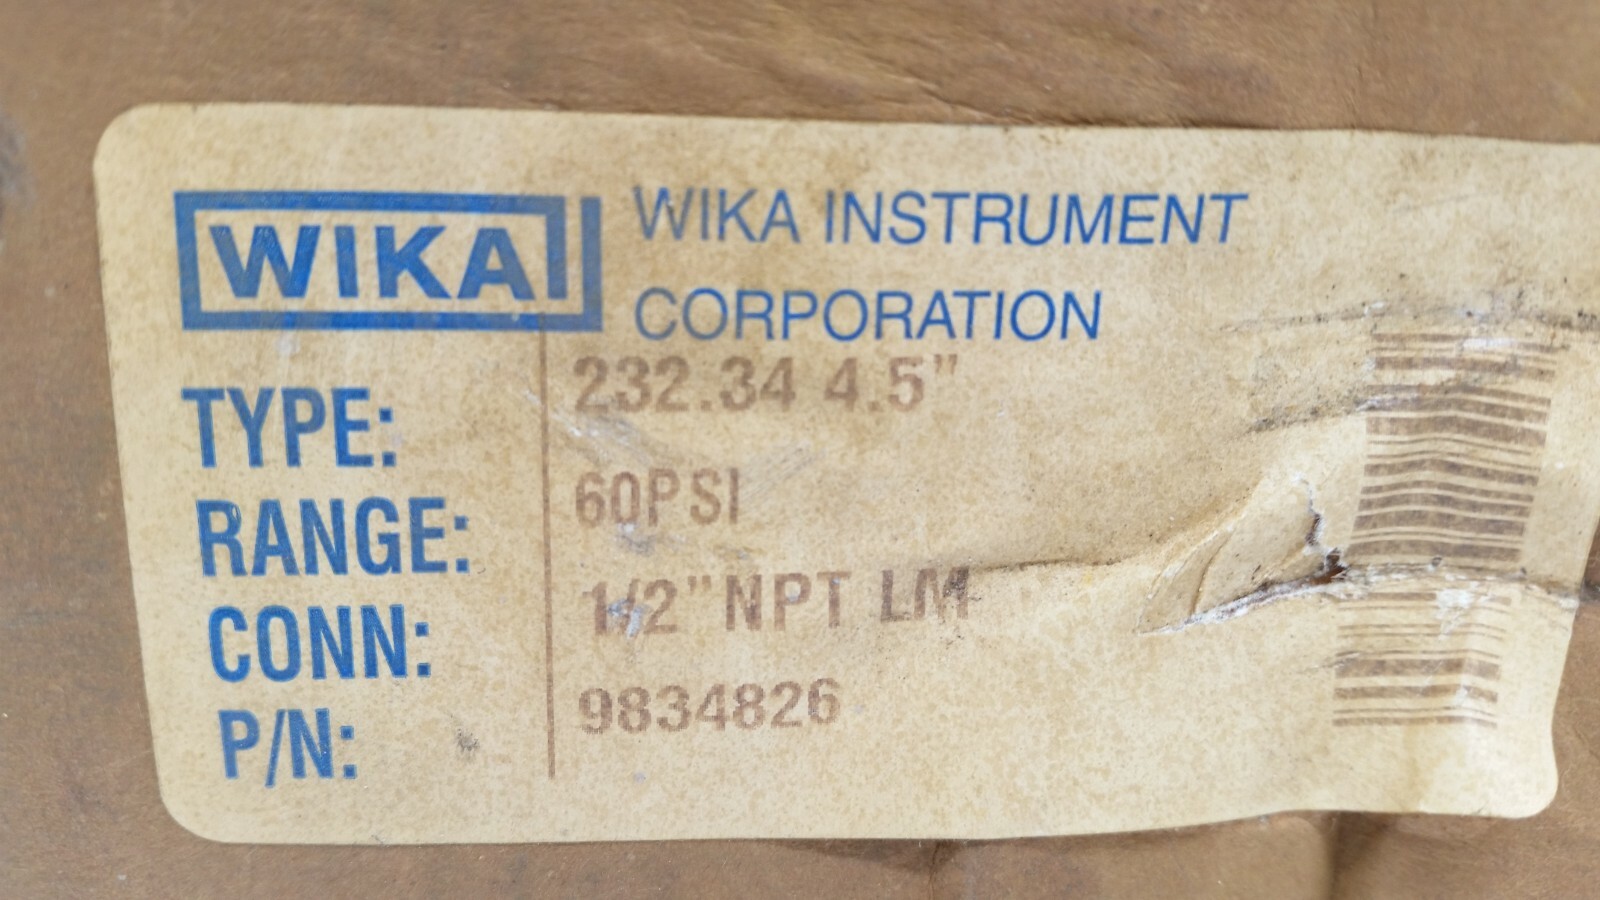 WIKA
WIKA INSTRUMENT
CORPORATION
TYPE: 232.34 4.5"
RANGE: 60PSI
CONN: 1/2" NPT LM
P/N: 9834826